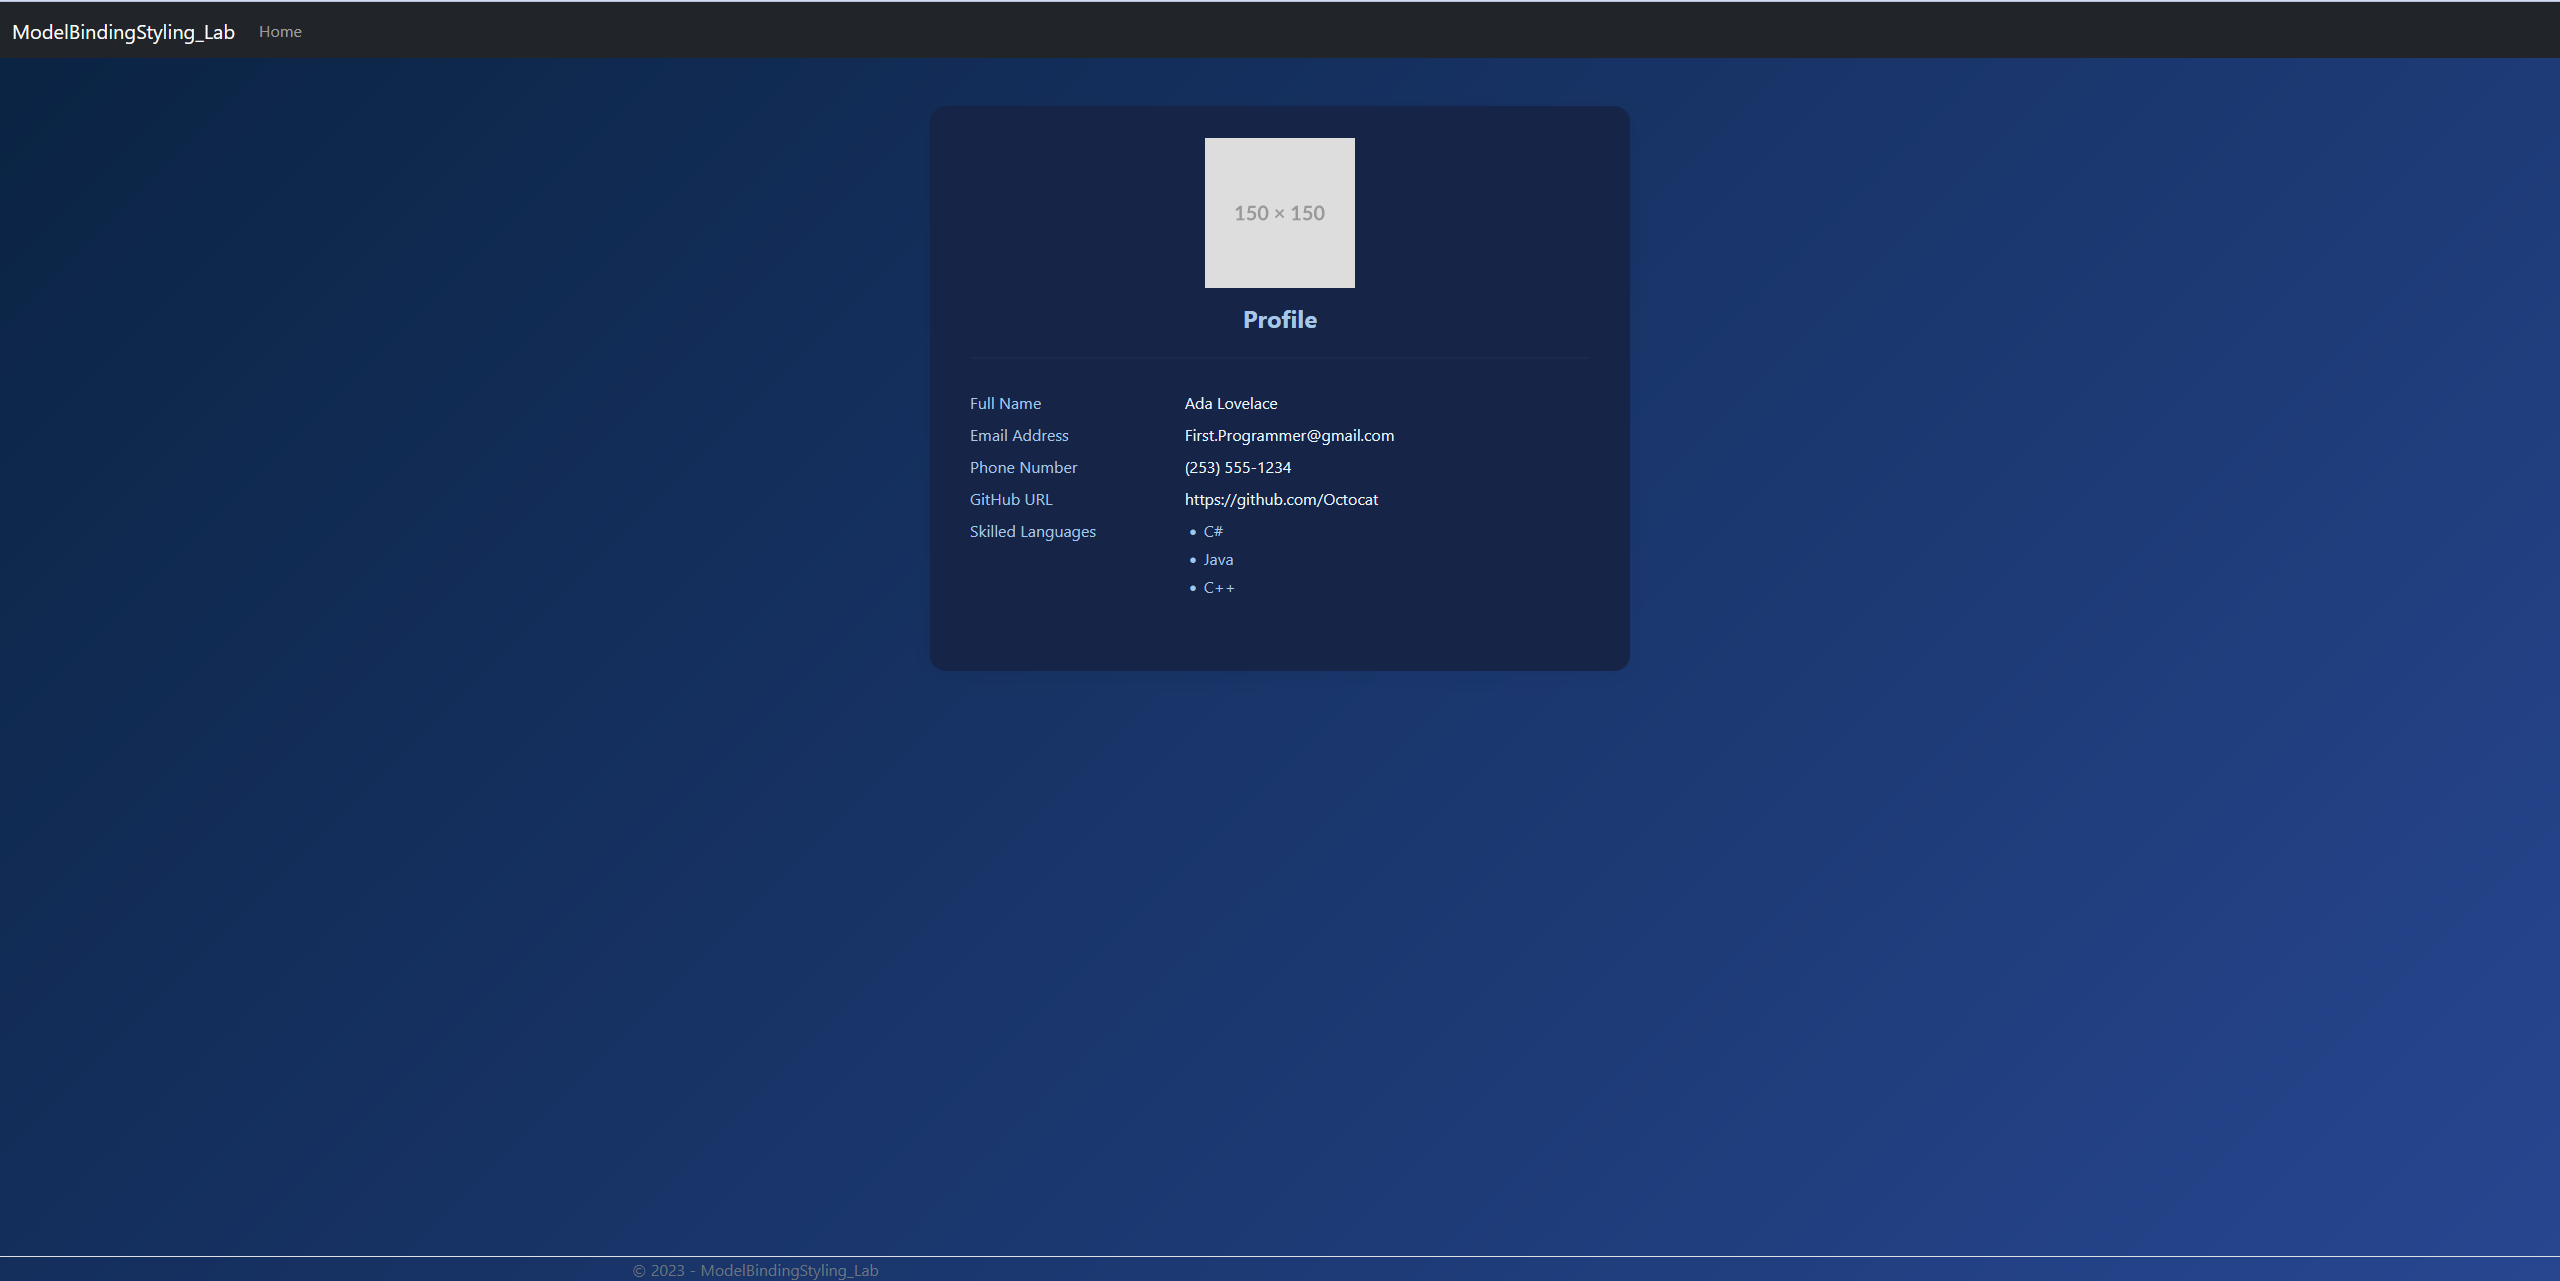 ModelBindingStyling_Lab Home
150 × 150
Profile
Full Name Ada Lovelace
Email Address First.Programmer@gmail.com
Phone Number (253) 555-1234
GitHub URL https://github.com/Octocat
Skilled Languages • C#
• Java
• C++
© 2023 - ModelBindingStyling_Lab